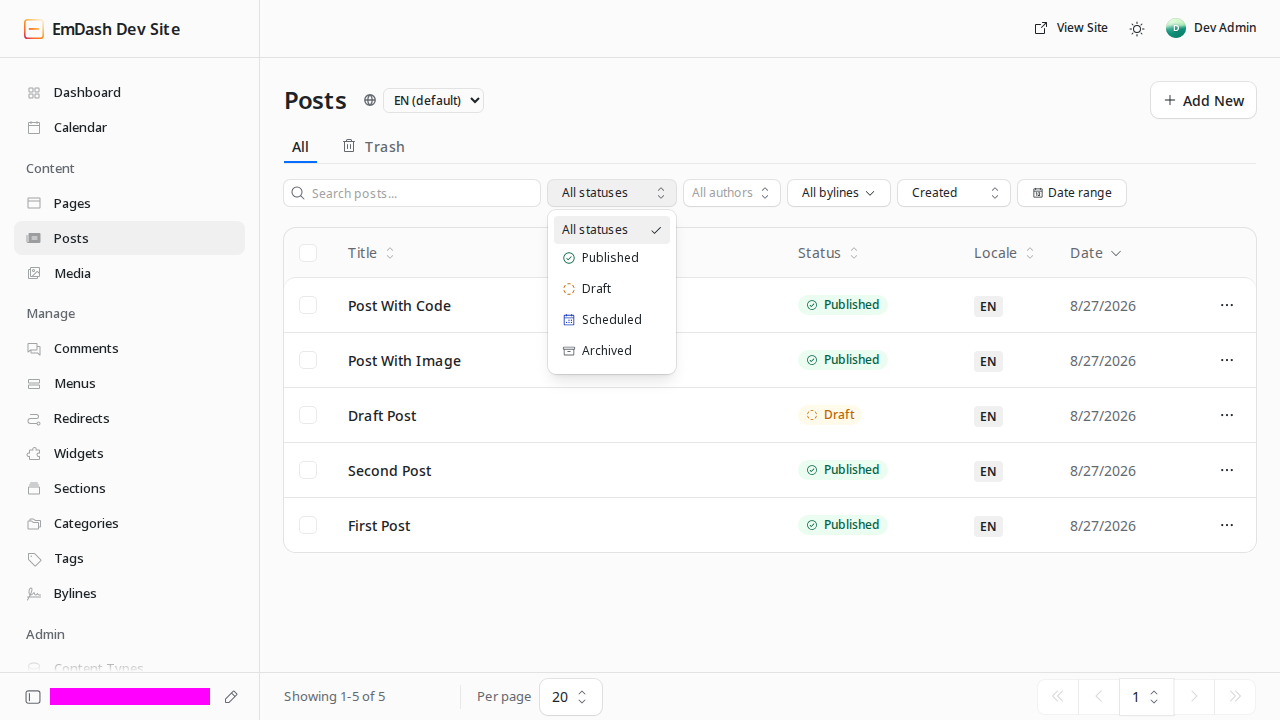 EmDash Dev Site
View Site
Dev Admin
Dashboard
Calendar
Content
Pages
Posts
Media
Manage
Comments
Menus
Redirects
Widgets
Sections
Categories
Tags
Bylines
Admin
Content Types
Posts
EN (default)
Add New
All
Trash
Search posts...
All statuses
All authors
All bylines
Created
Date range
All statuses
Published
Draft
Scheduled
Archived
Title
Status
Locale
Date
Post With Code
Published
EN
8/27/2026
Post With Image
Published
EN
8/27/2026
Draft Post
Draft
EN
8/27/2026
Second Post
Published
EN
8/27/2026
First Post
Published
EN
8/27/2026
Showing 1-5 of 5
Per page
20
1